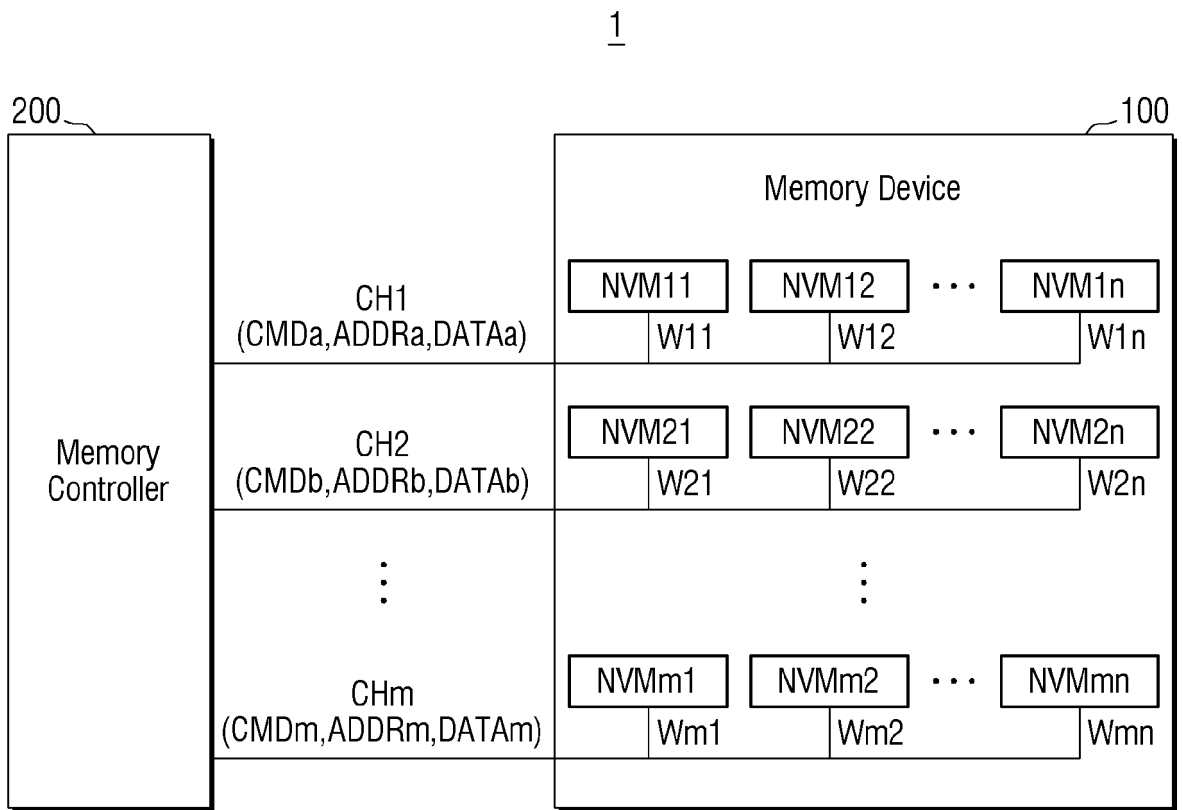 1
200
100
Memory Device
NVM11 NVM12 ··· NVM1n
CH1
(CMDa,ADDRa,DATAa)
W11 W12 W1n
NVM21 NVM22 ··· NVM2n
Memory
Controller
CH2
(CMDb,ADDRb,DATAb)
W21 W22 W2n
NVMm1 NVMm2 ··· NVMmn
CHm
(CMDm,ADDRm,DATAm)
Wm1 Wm2 Wmn